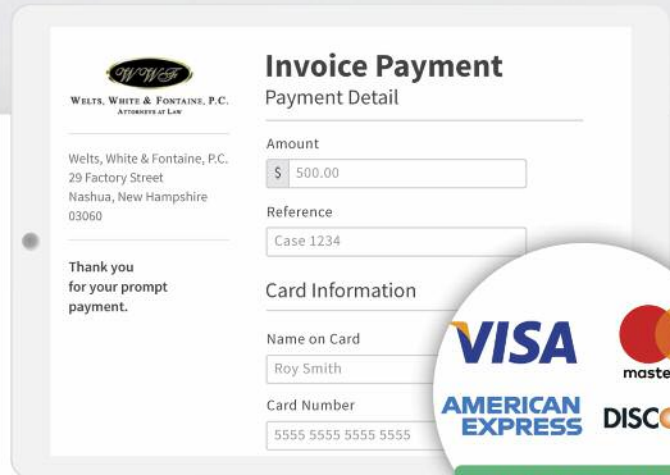 WWF
WELTS, WHITE & FONTAINE, P.C.
ATTORNEYS AT LAW
Welts, White & Fontaine, P.C.
29 Factory Street
Nashua, New Hampshire
03060
Thank you
for your prompt
payment.
Invoice Payment
Payment Detail
Amount
$ 500.00
Reference
Case 1234
Card Information
Name on Card
Roy Smith
Card Number
5555 5555 5555 5555
VISA
maste
AMERICAN
EXPRESS
DISCO